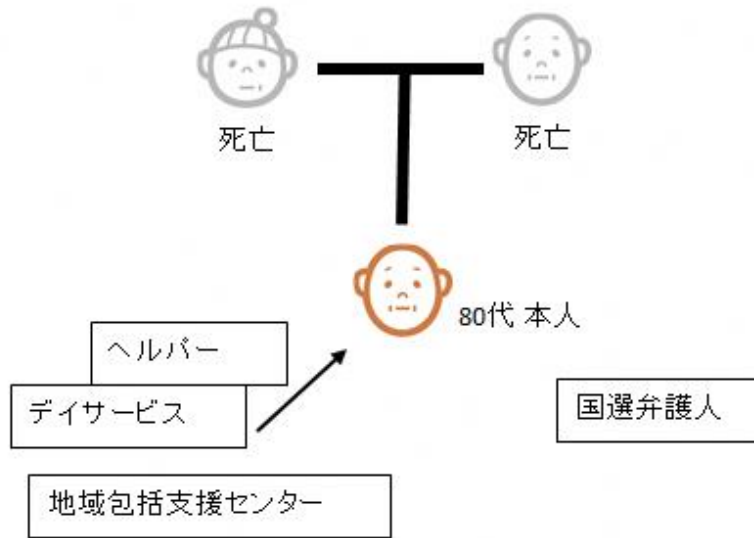 死亡
死亡
80代 本人
ヘルパー
デイサービス
国選弁護人
地域包括支援センター